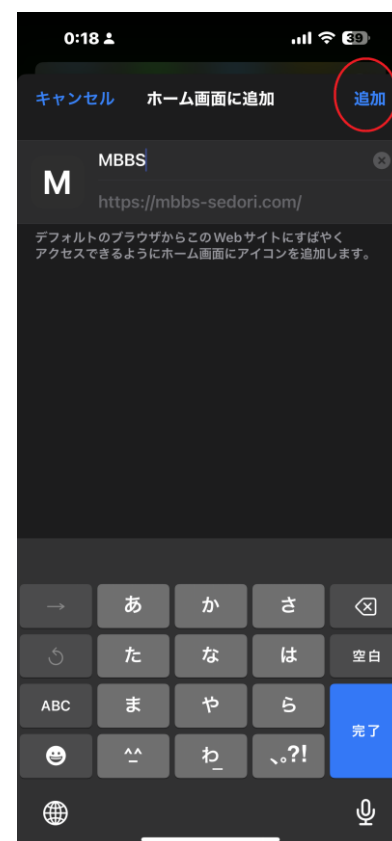 0:18
39
キャンセル ホーム画面に追加 追加
M
MBBS
https://mbbs-sedori.com/
デフォルトのブラウザからこのWebサイトにすばやく
アクセスできるようにホーム画面にアイコンを追加します。
→ あ か さ
た な は 空白
ABC ま や ら 完了
^_^ わ_ 、。?!